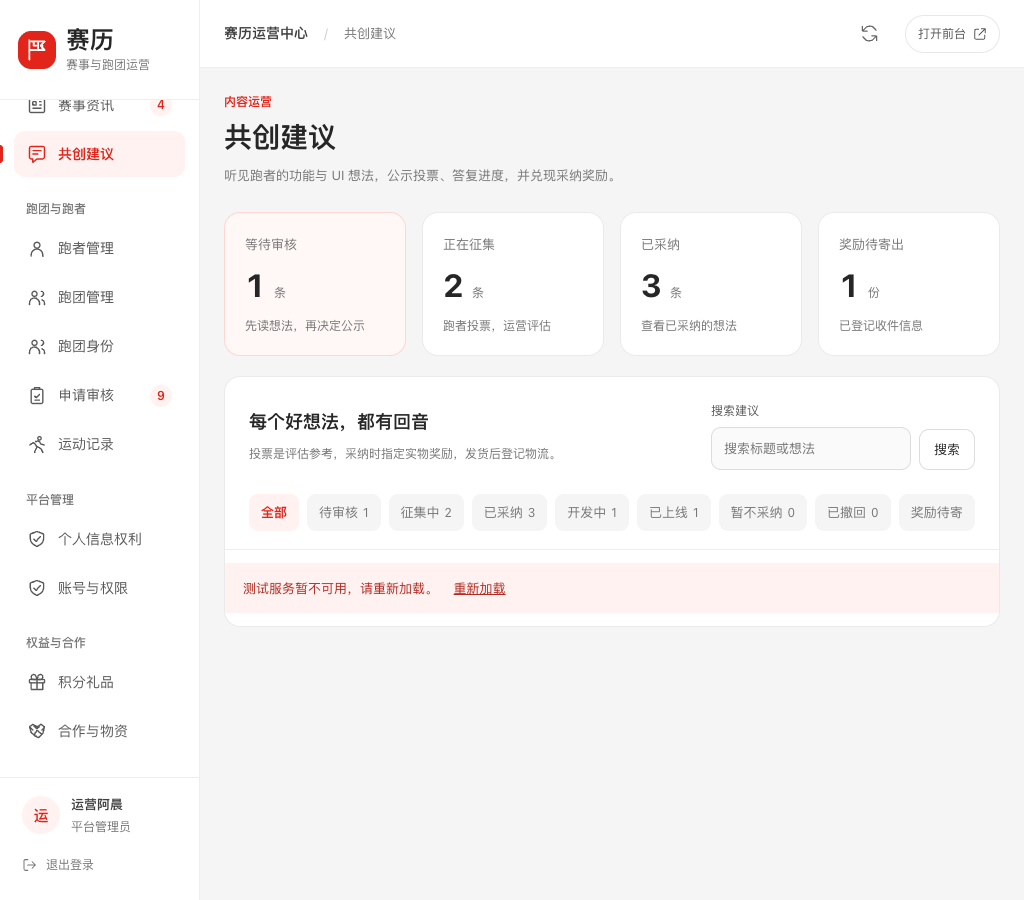 赛历
赛事与跑团运营
赛事资讯 4
共创建议
跑团与跑者
跑者管理
跑团管理
跑团身份
申请审核 9
运动记录
平台管理
个人信息权利
账号与权限
权益与合作
积分礼品
合作与物资
运 运营阿晨
平台管理员
退出登录
赛历运营中心 / 共创建议
打开前台
内容运营
共创建议
听见跑者的功能与 UI 想法，公示投票、答复进度，并兑现采纳奖励。
等待审核
1 条
先读想法，再决定公示
正在征集
2 条
跑者投票，运营评估
已采纳
3 条
查看已采纳的想法
奖励待寄出
1 份
已登记收件信息
每个好想法，都有回音
投票是评估参考，采纳时指定实物奖励，发货后登记物流。
搜索建议
搜索标题或想法 搜索
全部 待审核 1 征集中 2 已采纳 3 开发中 1 已上线 1 暂不采纳 0 已撤回 0 奖励待寄
测试服务暂不可用，请重新加载。 重新加载